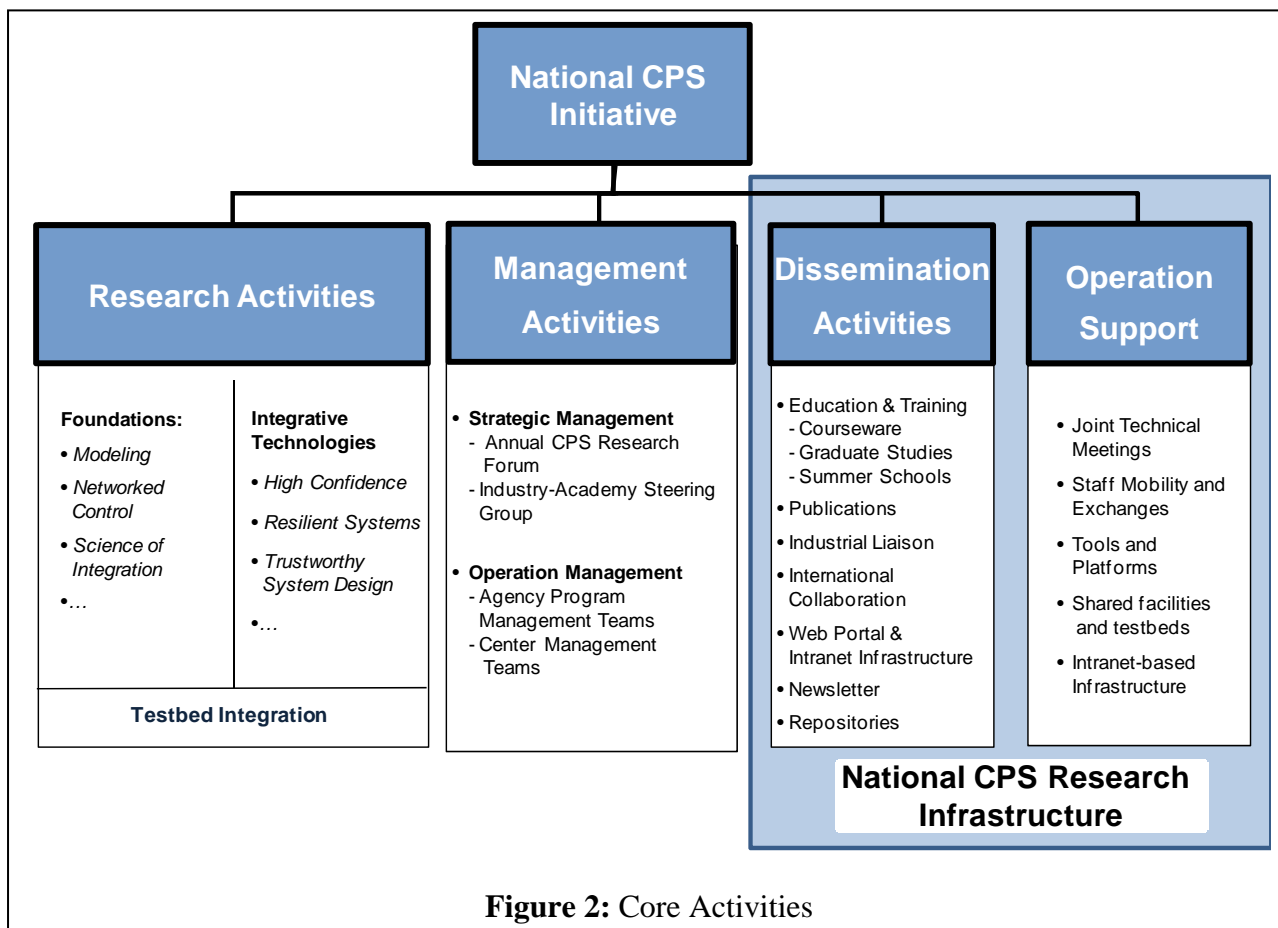 National CPS
Initiative
Research Activities
Foundations:
• Modeling
• Networked
Control
• Science of
Integration
•...
Integrative
Technologies
• High Confidence
• Resilient Systems
• Trustworthy
System Design
•...
Testbed Integration
Management
Activities
• Strategic Management
- Annual CPS Research
Forum
- Industry-Academy Steering
Group
• Operation Management
- Agency Program
Management Teams
- Center Management
Teams
Dissemination
Activities
• Education & Training
- Courseware
- Graduate Studies
- Summer Schools
• Publications
• Industrial Liaison
• International
Collaboration
• Web Portal &
Intranet Infrastructure
• Newsletter
• Repositories
Operation
Support
• Joint Technical
Meetings
• Staff Mobility and
Exchanges
• Tools and
Platforms
• Shared facilities
and testbeds
• Intranet-based
Infrastructure
National CPS Research
Infrastructure
Figure 2: Core Activities